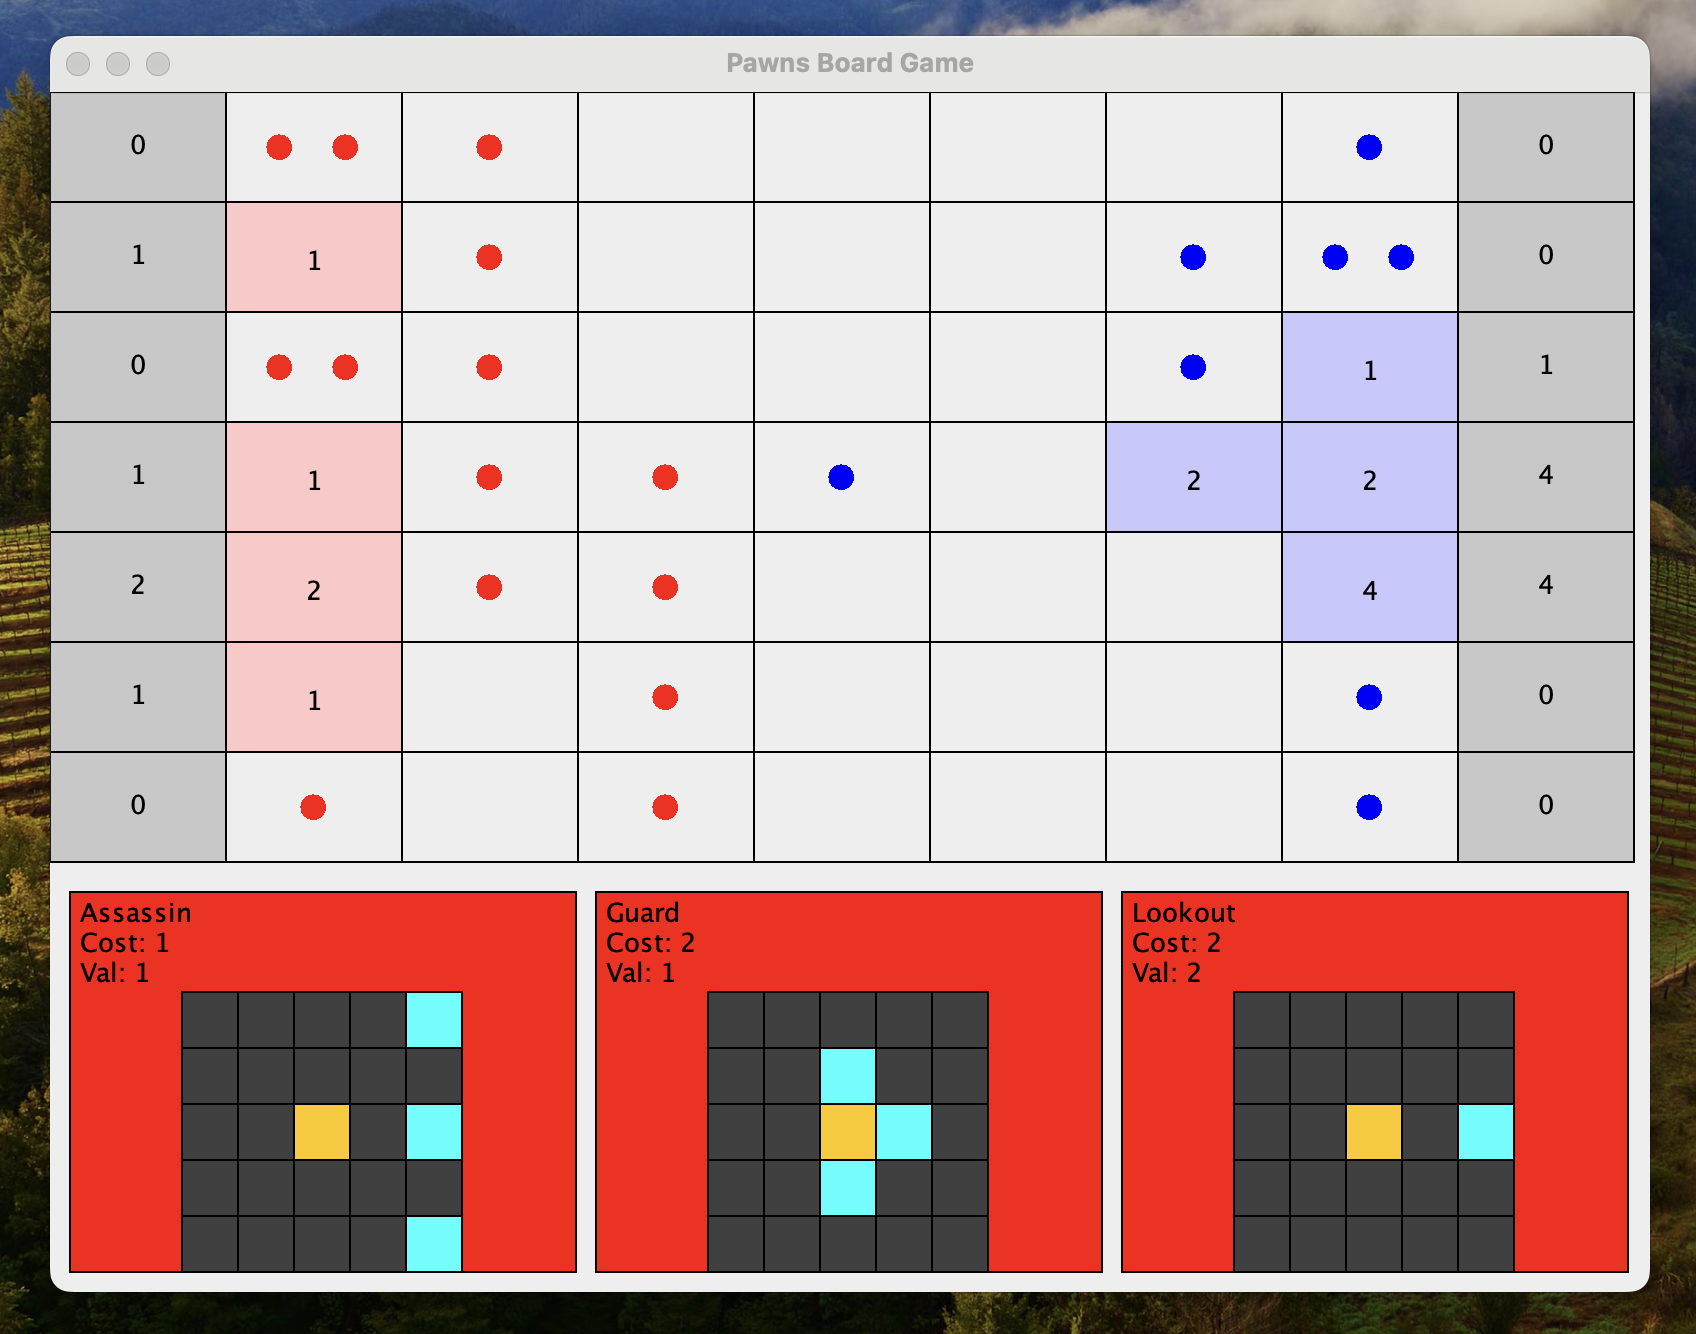 Pawns Board Game
0 0
1 1 0
0 1 1
1 1 2 2 4
2 2 4 4
1 1 0
0 0
Assassin
Cost: 1
Val: 1
Guard
Cost: 2
Val: 1
Lookout
Cost: 2
Val: 2